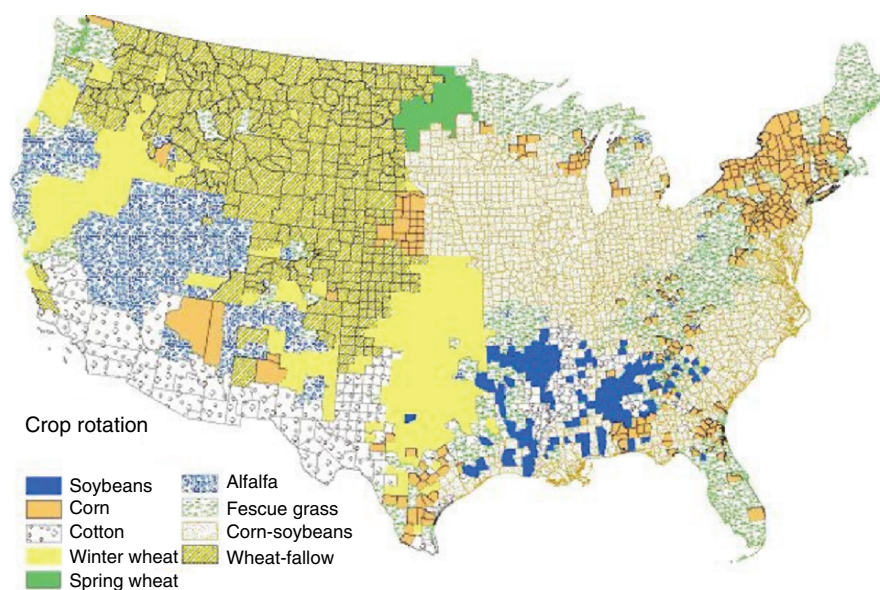 Crop rotation
Soybeans
Corn
Cotton
Winter wheat
Spring wheat
Alfalfa
Fescue grass
Corn-soybeans
Wheat-fallow